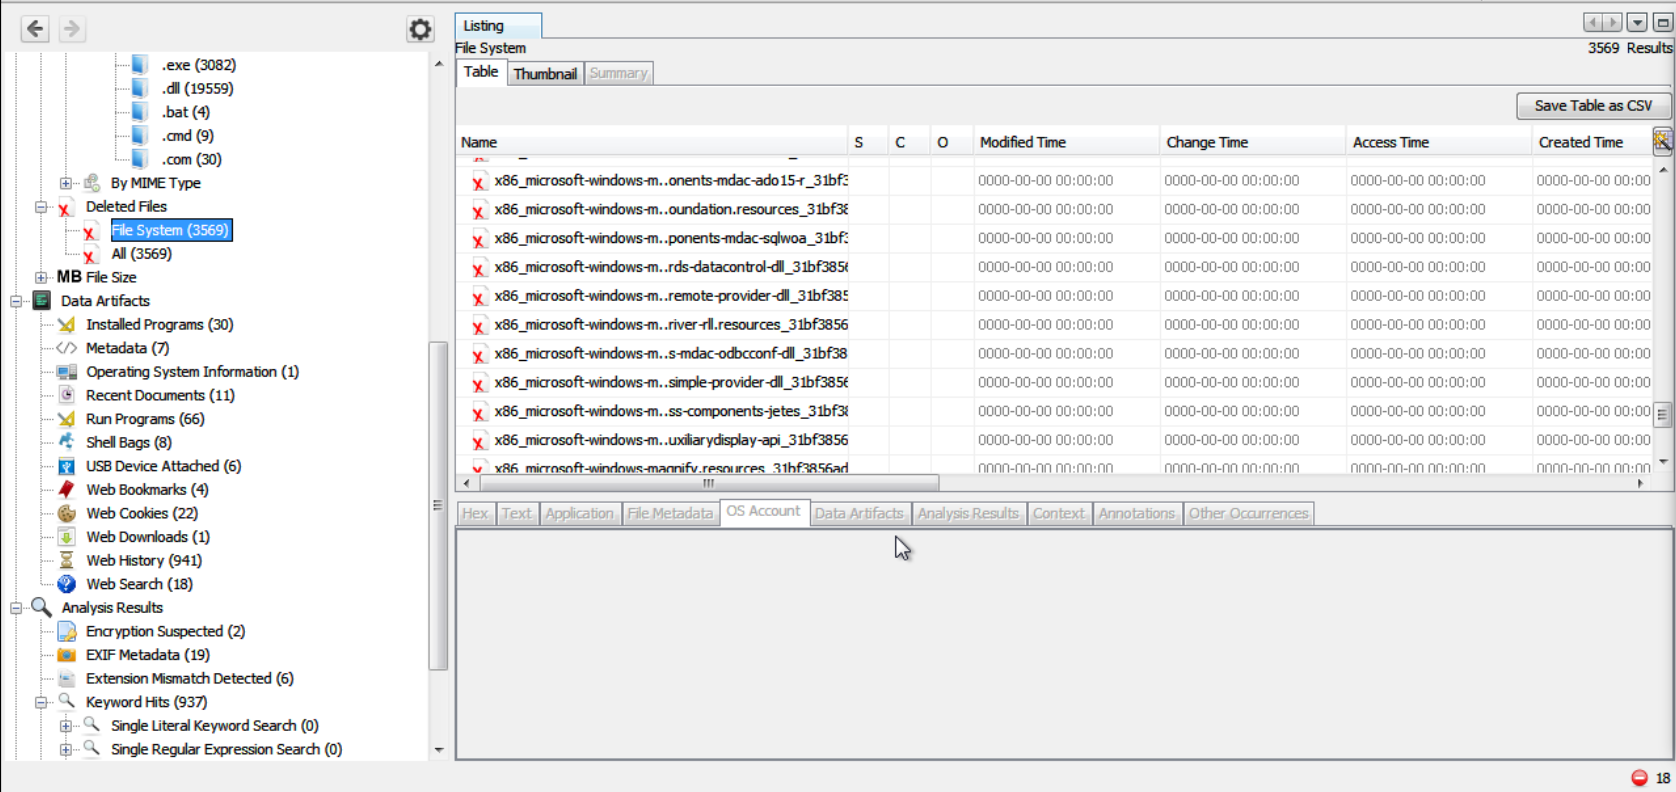 .exe (3082)
.dll (19559)
.bat (4)
.cmd (9)
.com (30)
By MIME Type
Deleted Files
File System (3569)
All (3569)
MB File Size
Data Artifacts
Installed Programs (30)
Metadata (7)
Operating System Information (1)
Recent Documents (11)
Run Programs (66)
Shell Bags (8)
USB Device Attached (6)
Web Bookmarks (4)
Web Cookies (22)
Web Downloads (1)
Web History (941)
Web Search (18)
Analysis Results
Encryption Suspected (2)
EXIF Metadata (19)
Extension Mismatch Detected (6)
Keyword Hits (937)
Single Literal Keyword Search (0)
Single Regular Expression Search (0)
Listing
File System 3569 Results
Table Thumbnail Summary
Save Table as CSV
Name S C O Modified Time Change Time Access Time Created Time
x86_microsoft-windows-m..onents-mdac-ado15-r_31bf3 0000-00-00 00:00:00 0000-00-00 00:00:00 0000-00-00 00:00:00 0000-00-00 00:00
x86_microsoft-windows-m..oundation.resources_31bf38 0000-00-00 00:00:00 0000-00-00 00:00:00 0000-00-00 00:00:00 0000-00-00 00:00
x86_microsoft-windows-m..ponents-mdac-sqlwoa_31bf3 0000-00-00 00:00:00 0000-00-00 00:00:00 0000-00-00 00:00:00 0000-00-00 00:00
x86_microsoft-windows-m..rds-datacontrol-dll_31bf3856 0000-00-00 00:00:00 0000-00-00 00:00:00 0000-00-00 00:00:00 0000-00-00 00:00
x86_microsoft-windows-m..remote-provider-dll_31bf385 0000-00-00 00:00:00 0000-00-00 00:00:00 0000-00-00 00:00:00 0000-00-00 00:00
x86_microsoft-windows-m..river-rll.resources_31bf3856 0000-00-00 00:00:00 0000-00-00 00:00:00 0000-00-00 00:00:00 0000-00-00 00:00
x86_microsoft-windows-m..s-mdac-odbcconf-dll_31bf38 0000-00-00 00:00:00 0000-00-00 00:00:00 0000-00-00 00:00:00 0000-00-00 00:00
x86_microsoft-windows-m..simple-provider-dll_31bf3856 0000-00-00 00:00:00 0000-00-00 00:00:00 0000-00-00 00:00:00 0000-00-00 00:00
x86_microsoft-windows-m..ss-components-jetes_31bf38 0000-00-00 00:00:00 0000-00-00 00:00:00 0000-00-00 00:00:00 0000-00-00 00:00
x86_microsoft-windows-m..uxiliarydisplay-api_31bf3856 0000-00-00 00:00:00 0000-00-00 00:00:00 0000-00-00 00:00:00 0000-00-00 00:00
x86_microsoft-windows-magnify.resources_31bf3856ad 0000-00-00 00:00:00 0000-00-00 00:00:00 0000-00-00 00:00:00 0000-00-00 00:00
Hex Text Application File Metadata OS Account Data Artifacts Analysis Results Context Annotations Other Occurrences
18